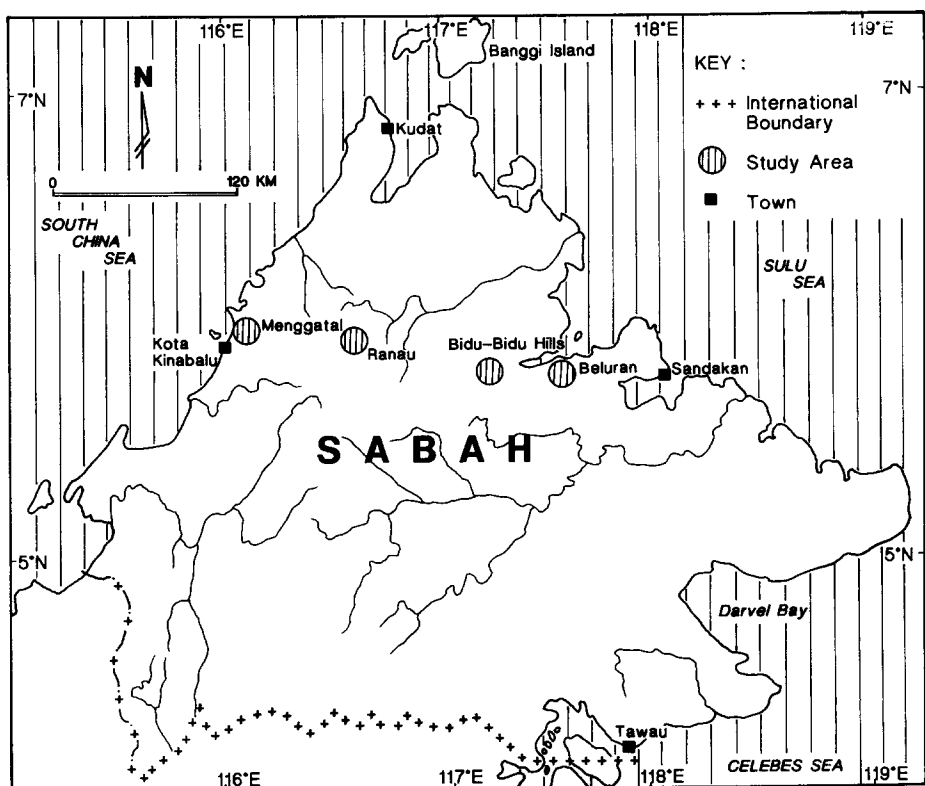 116°E
117°E
118°E
119°E
Banggi Island
KEY :
N
7°N
7°N
+ + + + International
Boundary
Kudat
Study Area
0
120 KM
Town
SOUTH
CHINA
SEA
SULU
SEA
Menggatal
Kota
Kinabalu
Ranau
Bidu-Bidu Hills
Beluran
Sandakan
SABAH
5°N
5°N
Darvel Bay
Tawau
CELEBES SEA
116°E
117°E
118°E
119°E